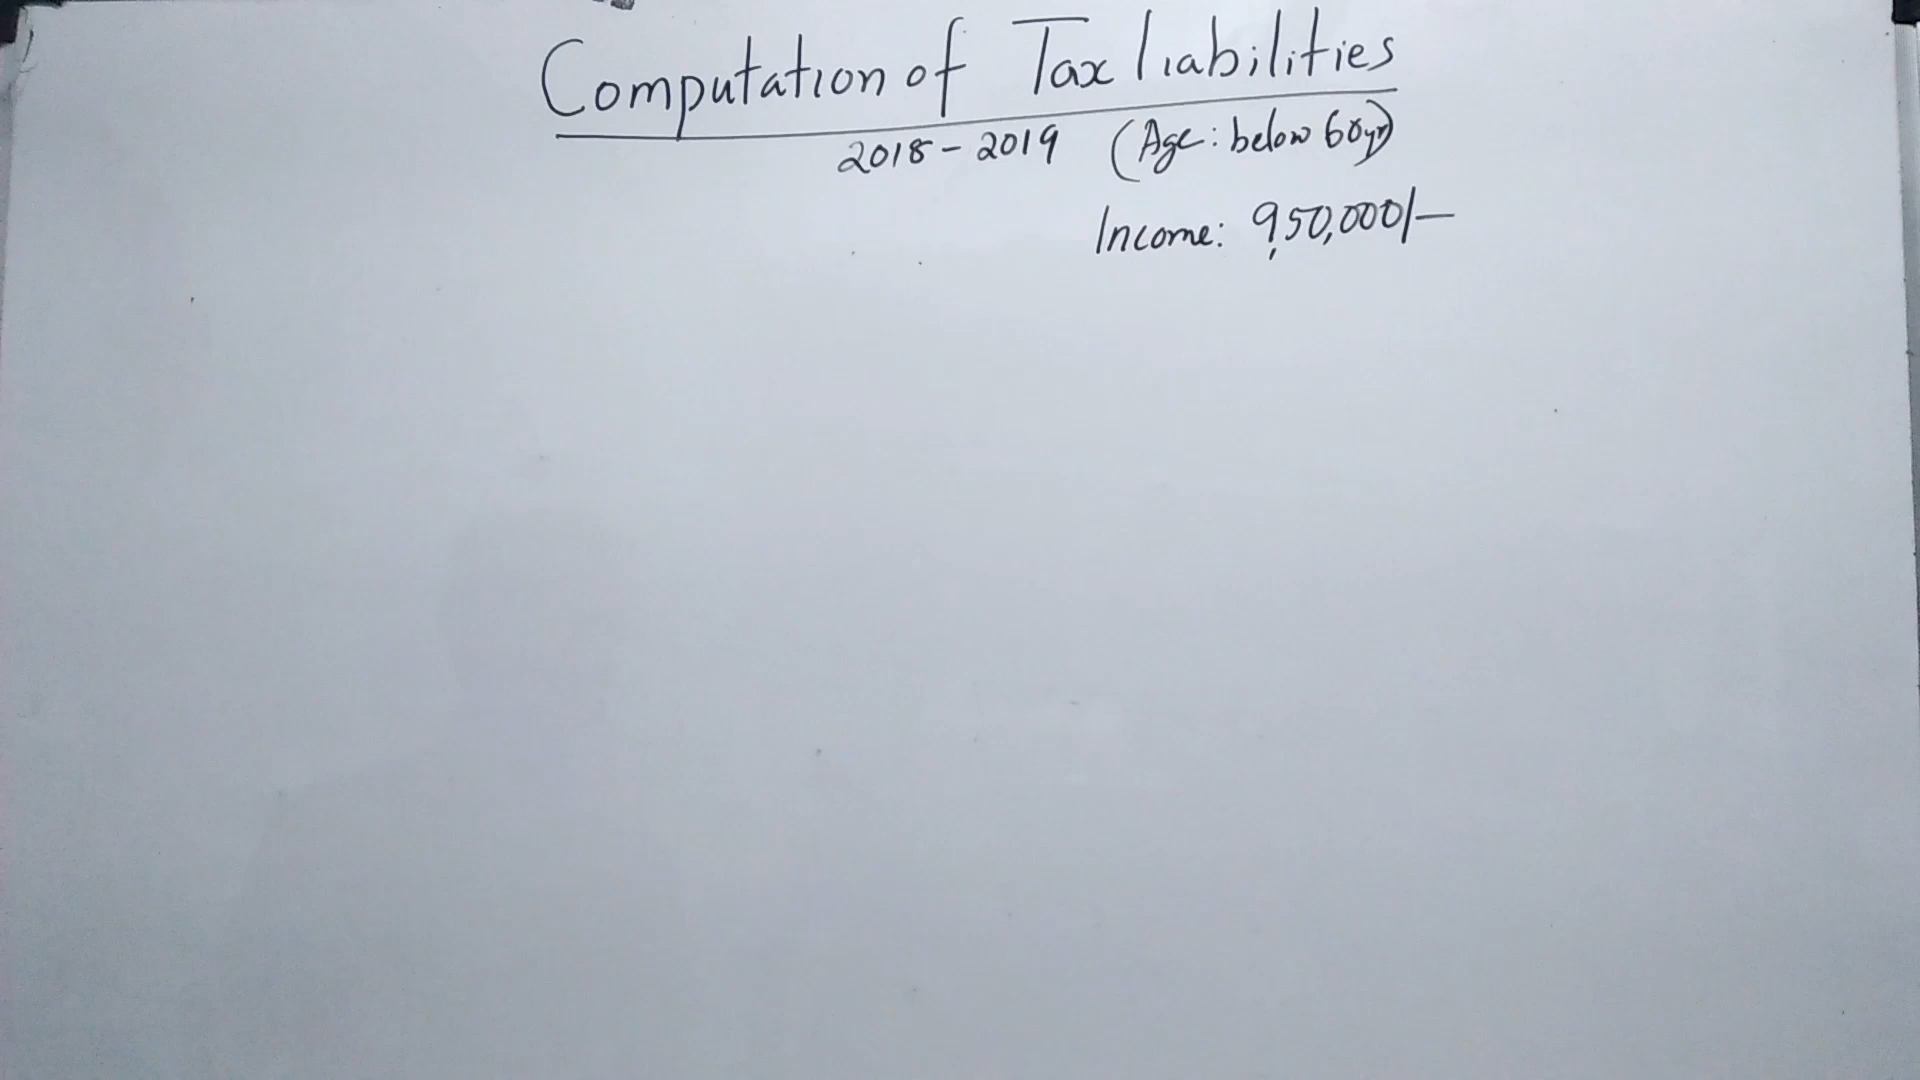 Computation of Tax liabilities
2018-2019 (Age: below 60yr)
Income: 9,50,000/-